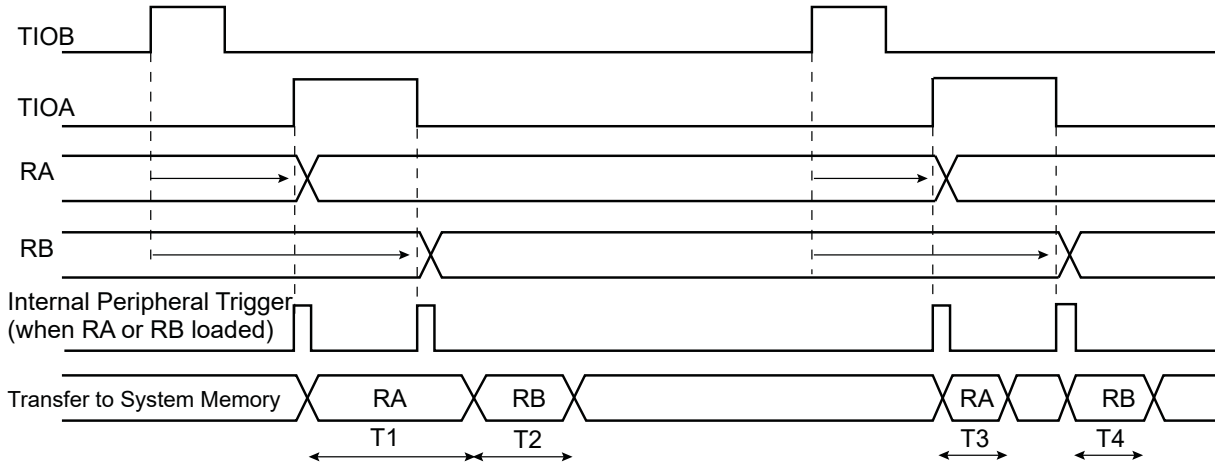 TIOB
TIOA
RA
RB
Internal Peripheral Trigger
(when RA or RB loaded)
Transfer to System Memory RA RB RA RB
T1 T2 T3 T4